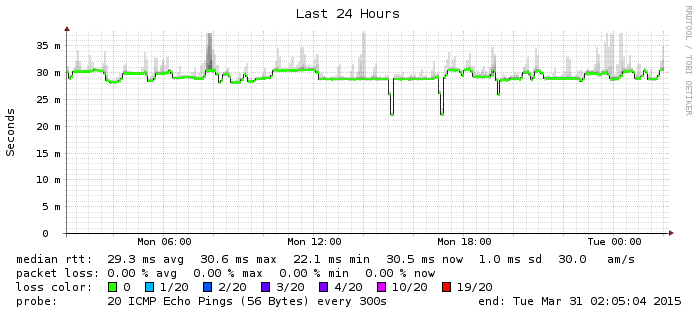 Last 24 Hours
RRDTOOL / TOBI OETIKER
Seconds
35 m
30 m
25 m
20 m
15 m
10 m
5 m
0
Mon 06:00 Mon 12:00 Mon 18:00 Tue 00:00
median rtt: 29.3 ms avg 30.6 ms max 22.1 ms min 30.5 ms now 1.0 ms sd 30.0 am/s
packet loss: 0.00 % avg 0.00 % max 0.00 % min 0.00 % now
loss color: 0 1/20 2/20 3/20 4/20 10/20 19/20
probe: 20 ICMP Echo Pings (56 Bytes) every 300s end: Tue Mar 31 02:05:04 2015